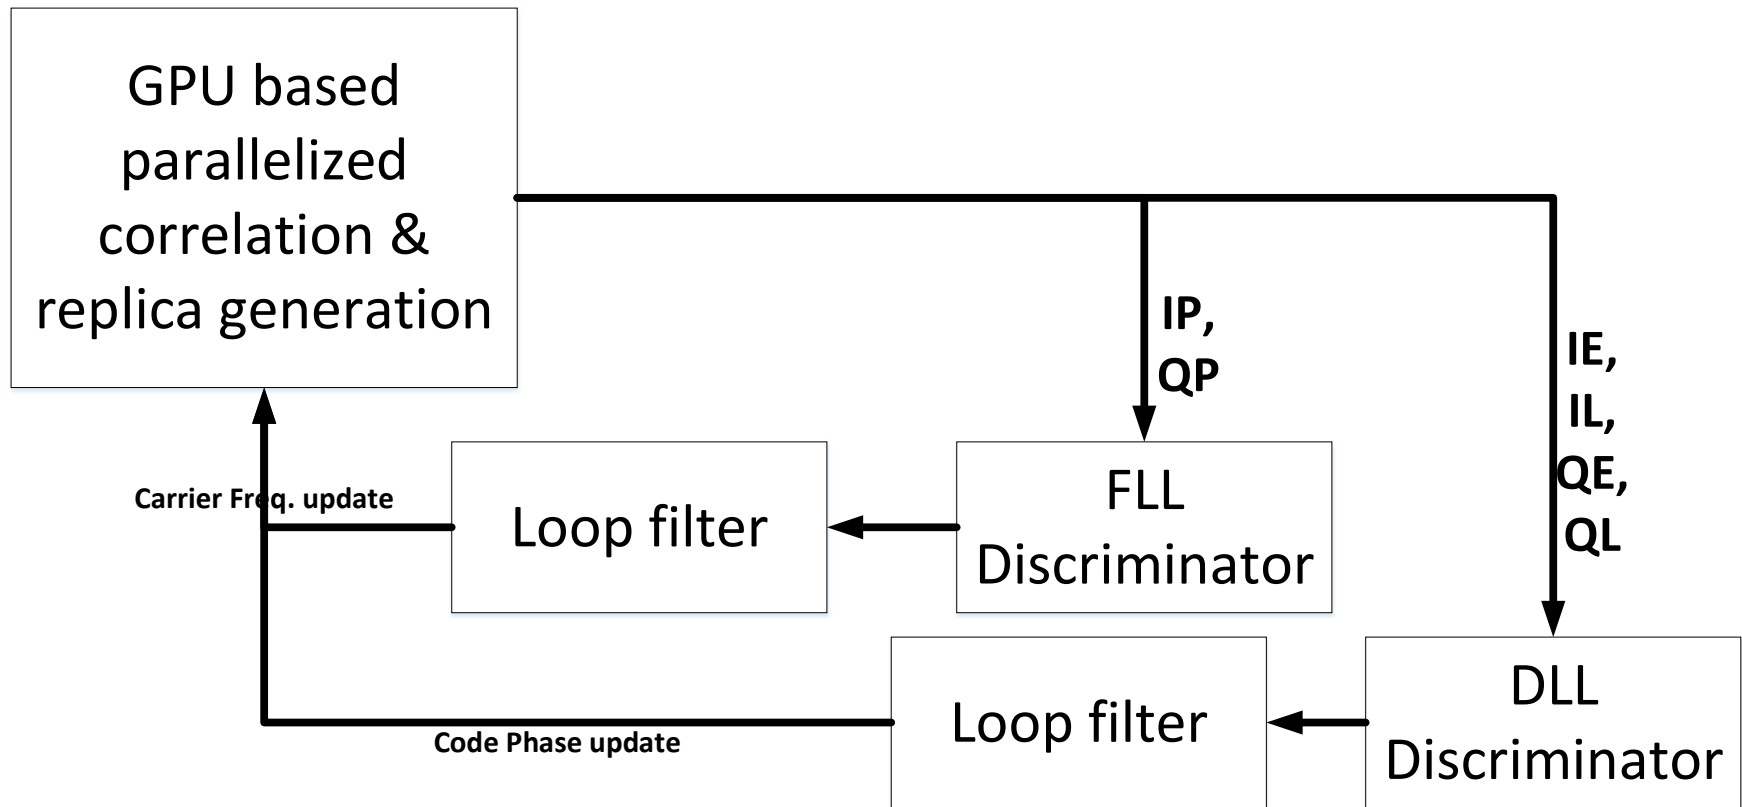 GPU based
parallelized
correlation &
replica generation
IP,
QP
IE,
IL,
QE,
QL
Carrier Freq. update
Loop filter
FLL
Discriminator
Code Phase update
Loop filter
DLL
Discriminator